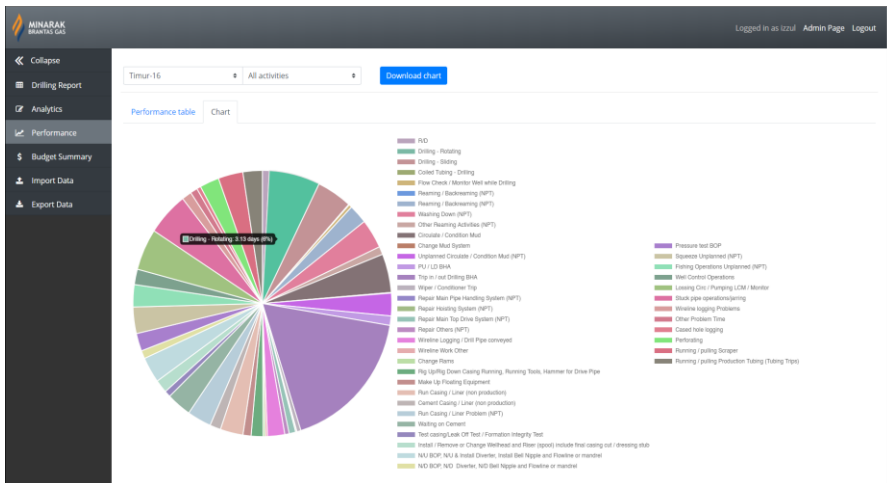 MINARAK
BRANTAS GAS
Logged in as izzul Admin Page Logout
Collapse
Drilling Report
Analytics
Performance
$ Budget Summary
Import Data
Export Data
Timur-16
All activities
Download chart
Performance table
Chart
Drilling - Rotating: 3.13 days (6%)
R/D
Drilling - Rotating
Drilling - Sliding
Coiled Tubing - Drilling
Flow Check / Monitor Well while Drilling
Reaming / Backreaming (NPT)
Reaming / Backreaming (NPT)
Washing Down (NPT)
Other Reaming Activities (NPT)
Circulate / Condition Mud
Change Mud System
Unplanned Circulate / Condition Mud (NPT)
PU / LD BHA
Trip in / out Drilling BHA
Wiper / Conditioner Trip
Repair Main Pipe Handling System (NPT)
Repair Hoisting System (NPT)
Repair Main Top Drive System (NPT)
Repair Others (NPT)
Wireline Logging / Drill Pipe conveyed
Wireline Work Other
Change Rams
Rig Up/Rig Down Casing Running, Running Tools, Hammer for Drive Pipe
Make Up Floating Equipment
Run Casing / Liner (non production)
Cement Casing / Liner (non production)
Run Casing / Liner Problem (NPT)
Waiting on Cement
Test casing/Leak Off Test / Formation Integrity Test
Install / Remove or Change Wellhead and Riser (spool) include final casing cut / dressing stub
N/U BOP, N/U & Install Diverter, Install Bell Nipple and Flowline or mandrel
N/D BOP, N/D Diverter, N/D Bell Nipple and Flowline or mandrel
Pressure test BOP
Squeeze Unplanned (NPT)
Fishing Operations Unplanned (NPT)
Well Control Operations
Loosing Circ / Pumping LCM / Monitor
Stuck pipe operations/jarring
Wireline logging Problems
Other Problem Time
Cased hole logging
Perforating
Running / pulling Scraper
Running / pulling Production Tubing (Tubing Trips)